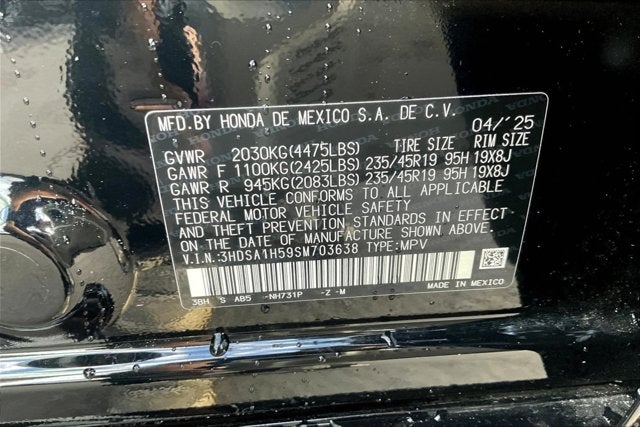 MFD.BY HONDA DE MEXICO S.A. DE C.V. 04/'25
GVWR 2030KG(4475LBS) TIRE SIZE RIM SIZE
GAWR F 1100KG(2425LBS) 235/45R19 95H 19X8J
GAWR R 945KG(2083LBS) 235/45R19 95H 19X8J
THIS VEHICLE CONFORMS TO ALL APPLICABLE
FEDERAL MOTOR VEHICLE SAFETY
AND THEFT PREVENTION STANDARDS IN EFFECT
ON THE DATE OF MANUFACTURE SHOWN ABOVE.
V.I.N.:3HDSA1H59SM703638 TYPE:MPV
3BH S AB5 -NH731P -Z -M MADE IN MEXICO